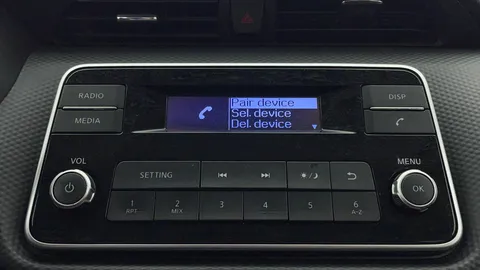 RADIO
MEDIA
Pair device
Sel. device
Del. device
DISP
VOL
MENU
SETTING
OK
1
RPT
2
MIX
3
4
5
6
A-Z